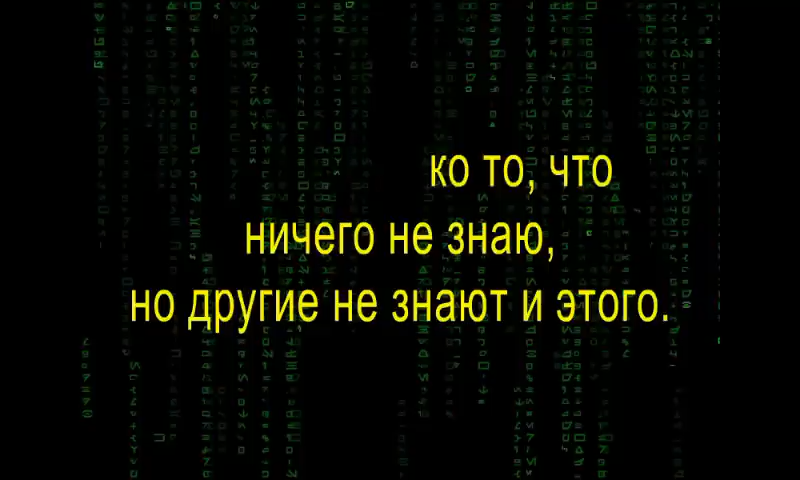 ко то, что
ничего не знаю,
но другие не знают и этого.